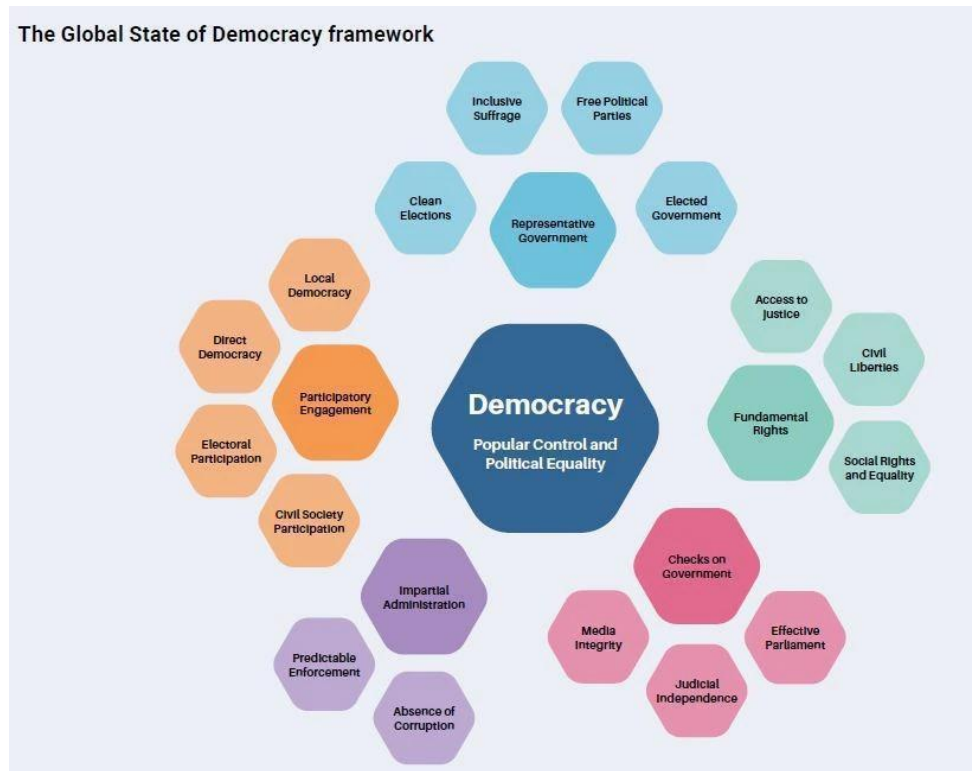 The Global State of Democracy framework
Inclusive
Suffrage
Free Political
Parties
Clean
Elections
Representative
Government
Elected
Government
Local
Democracy
Direct
Democracy
Participatory
Engagement
Electoral
Participation
Civil Society
Participation
Democracy
Popular Control and
Political Equality
Access to
Justice
Civil
Liberties
Fundamental
Rights
Social Rights
and Equality
Impartial
Administration
Predictable
Enforcement
Absence of
Corruption
Checks on
Government
Media
Integrity
Effective
Parliament
Judicial
Independence